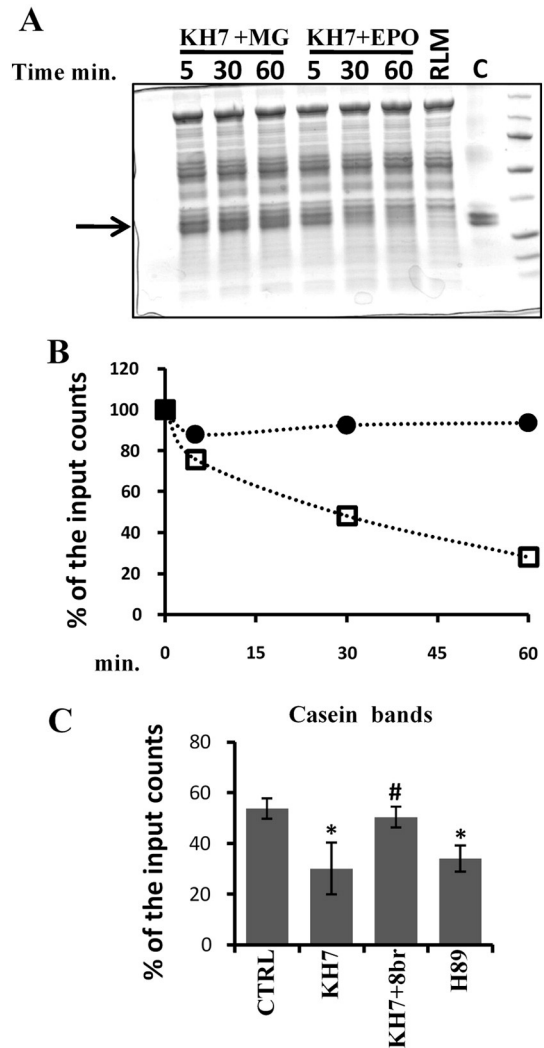 A
KH7 +MG KH7+EPO RLM C
Time min. 5 30 60 5 30 60
B
% of the input counts
120
100
80
60
40
20
0
min. 0 15 30 45 60
C
Casein bands
% of the input counts
80
60
40
20
0
* # *
CTRL KH7 KH7+8br H89